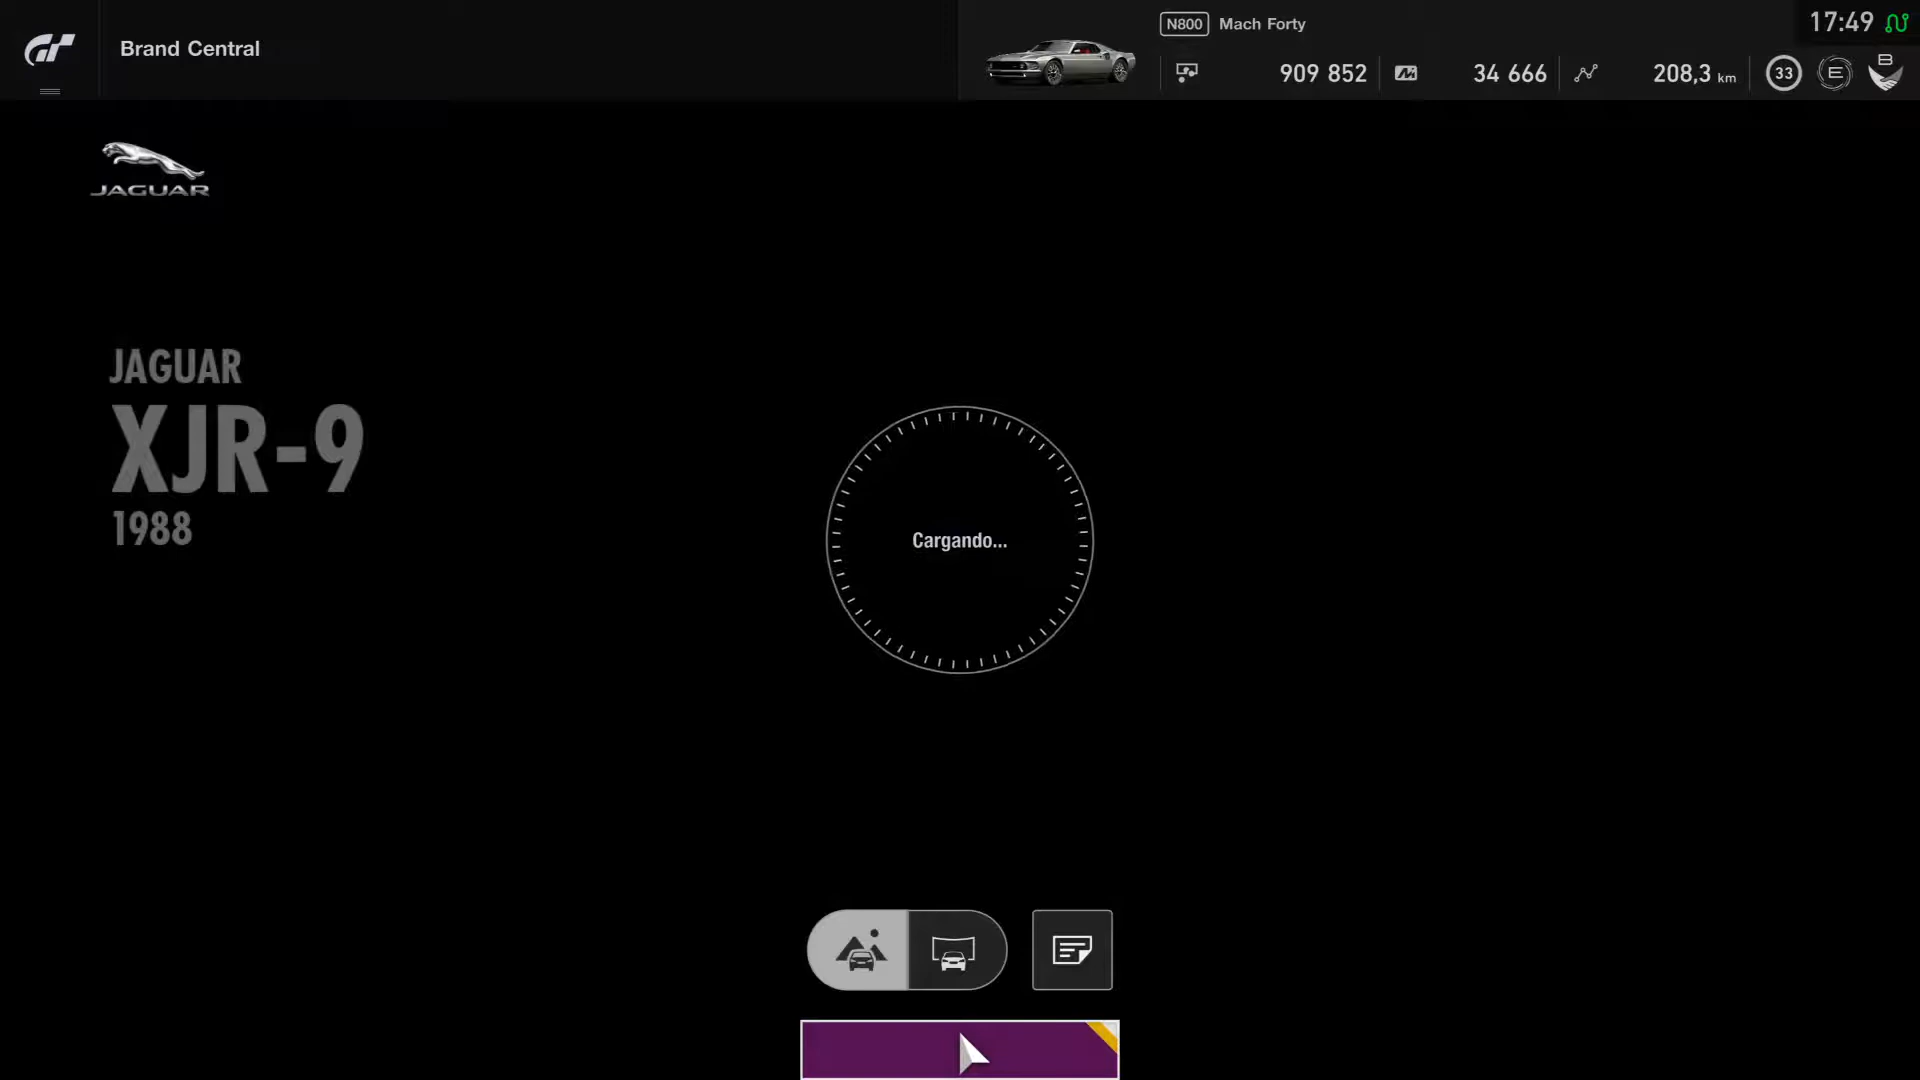 Brand Central
N800 Mach Forty
17:49
909 852
34 666
208,3 km
33
E
B
JAGUAR
JAGUAR
XJR-9
1988
Cargando...